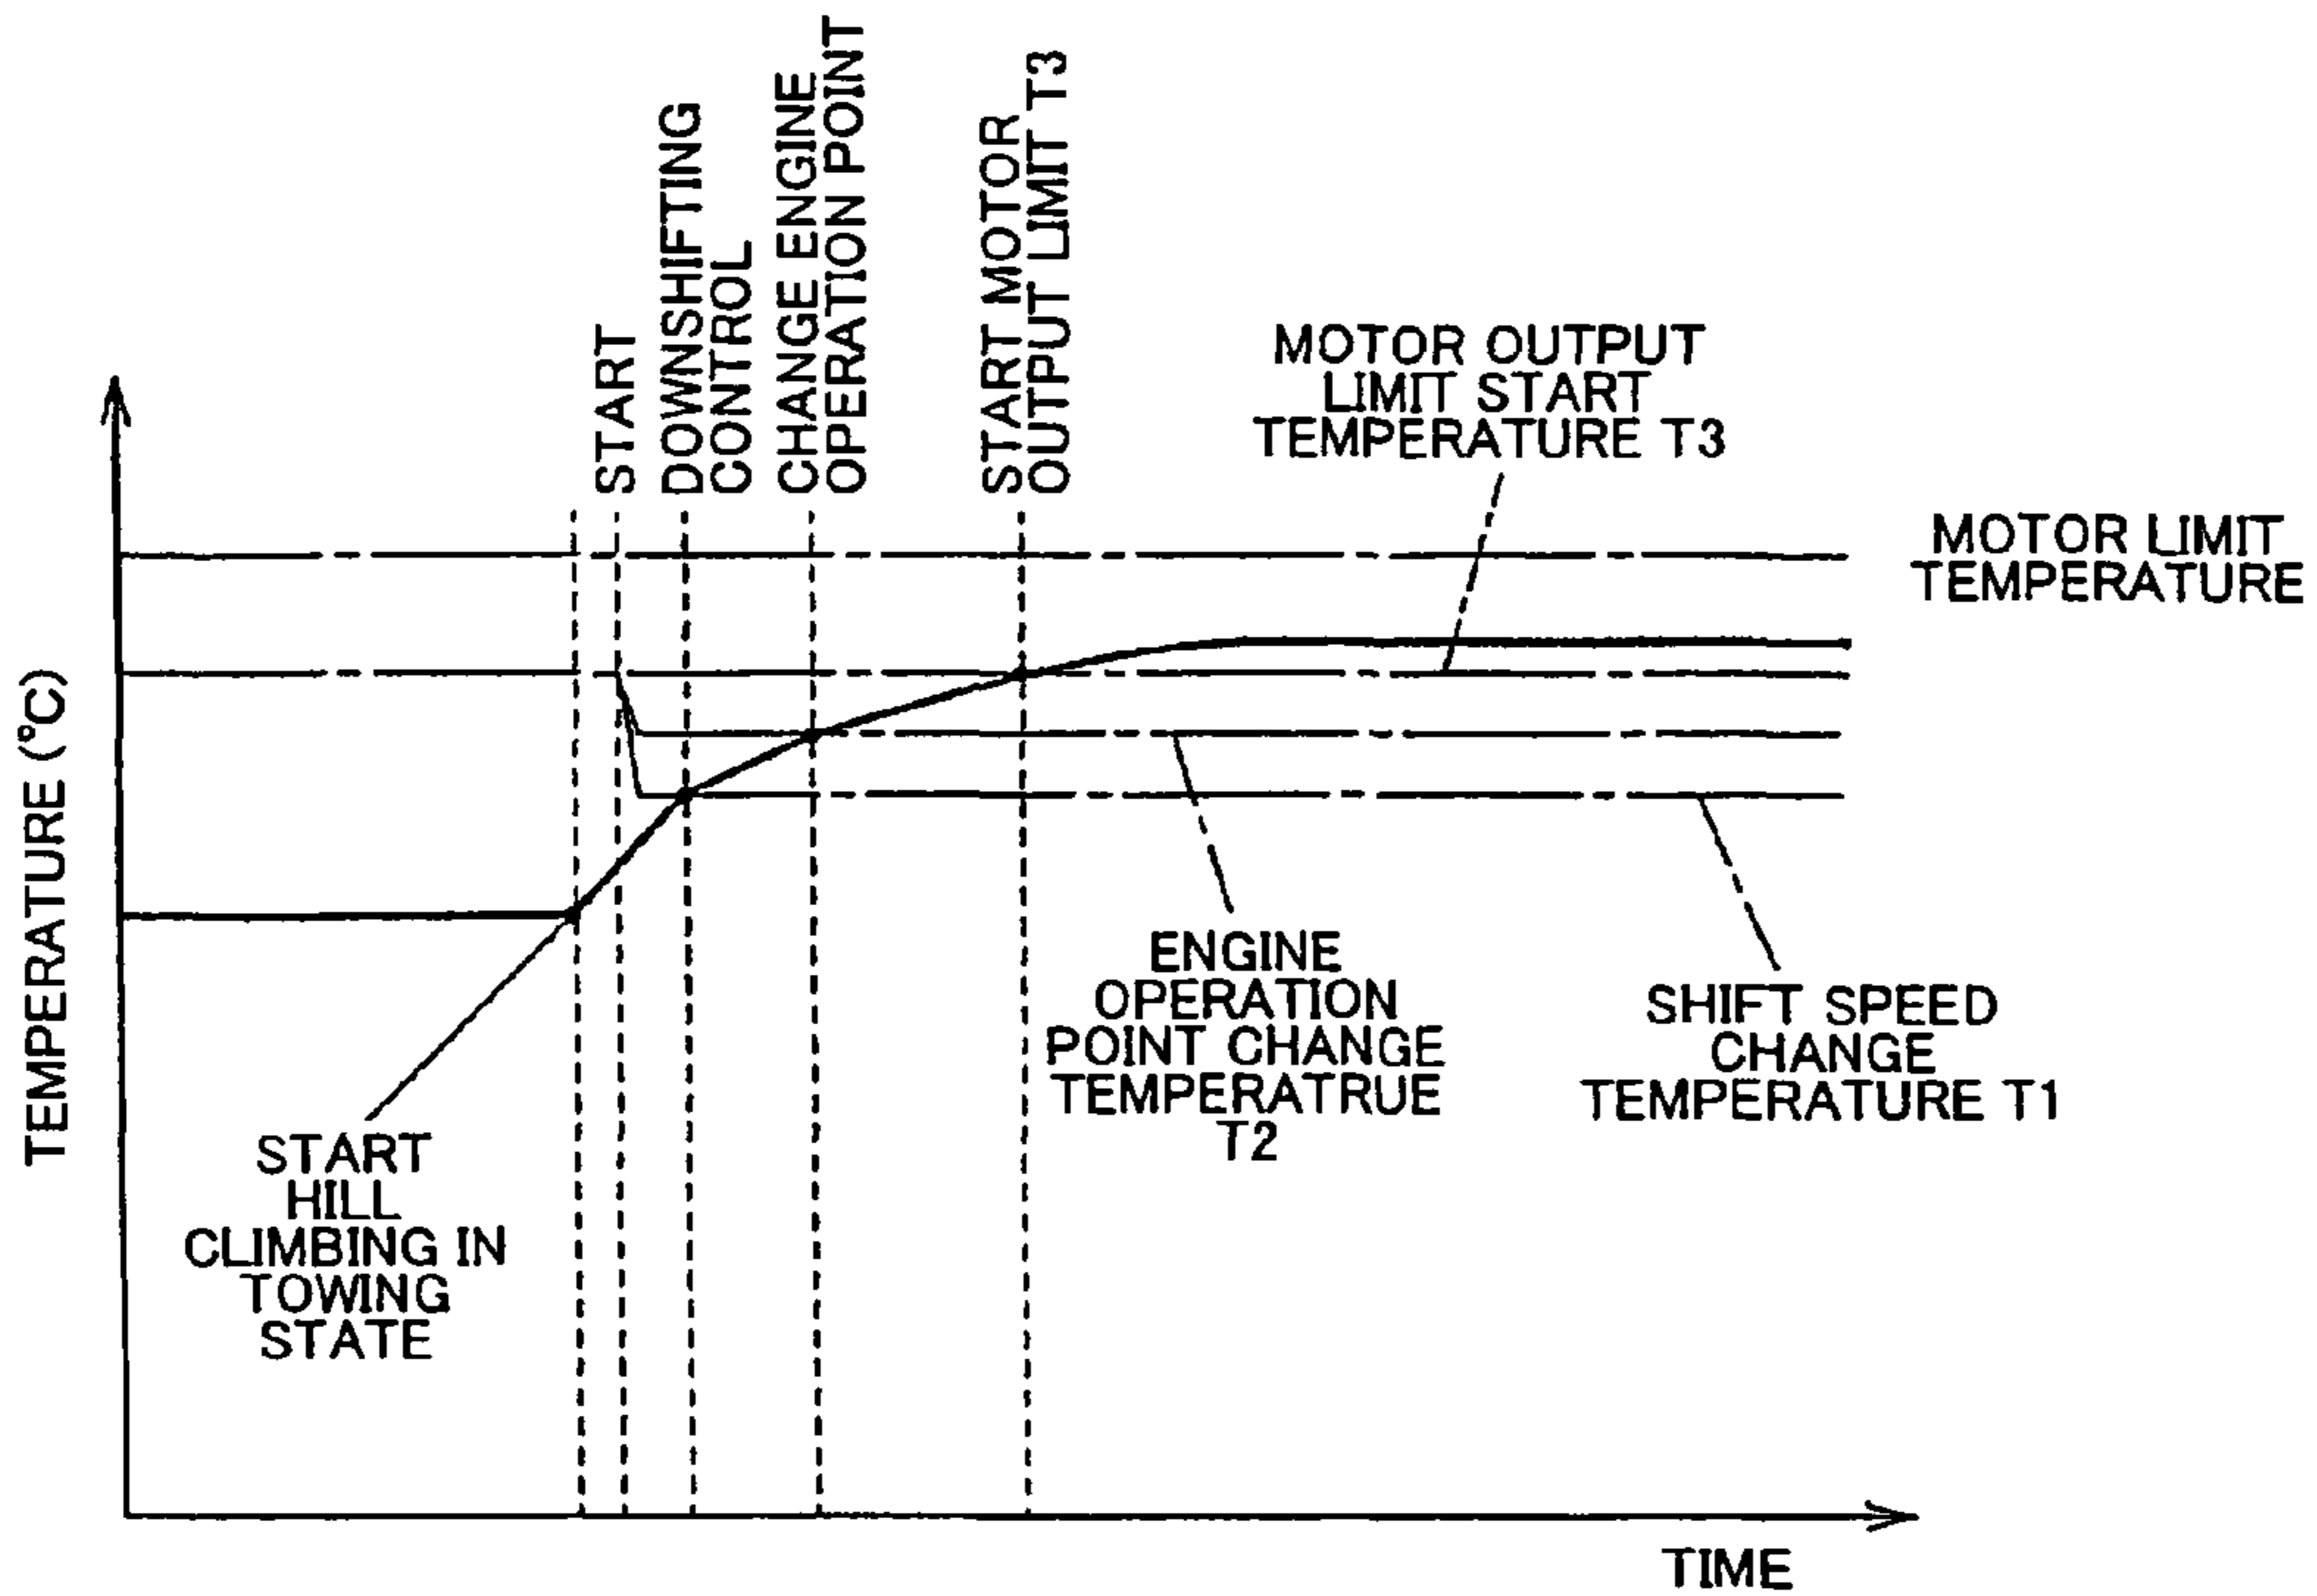 START
DOWNSHIFTING
CONTROL
CHANGE ENGINE
OPERATION POINT
START MOTOR
OUTPUT LIMIT T3
MOTOR OUTPUT
LIMIT START
TEMPERATURE T3
MOTOR LIMIT
TEMPERATURE
TEMPERATURE (°C)
ENGINE
OPERATION
POINT CHANGE
TEMPERATRUE
T2
SHIFT SPEED
CHANGE
TEMPERATURE T1
START
HILL
CLIMBING IN
TOWING
STATE
TIME